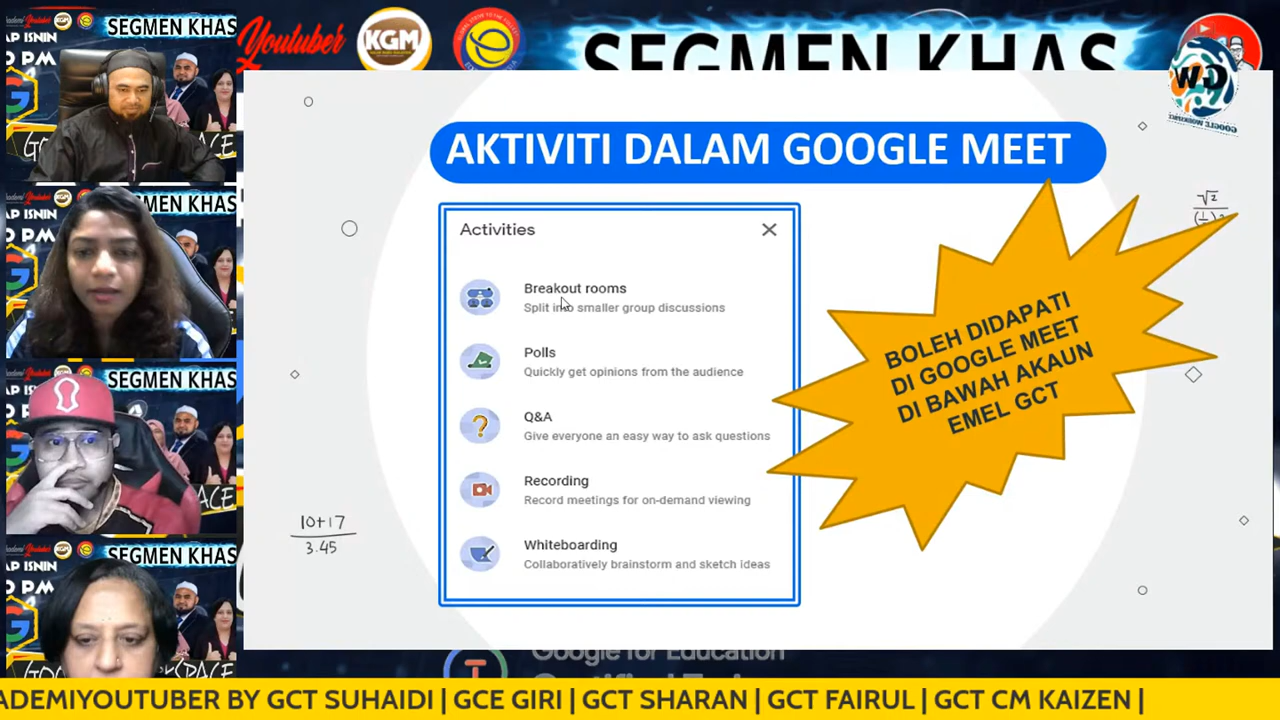 SEGMEN KHAS
AP ISNIN
SEGMEN KHAS
SEGMEN KHAS
SEGMEN KHAS
Youtuber
KGM
SEGMEN KHAS
WD
AKTIVITI DALAM GOOGLE MEET
Activities
Breakout rooms
Split into smaller group discussions
Polls
Quickly get opinions from the audience
Q&A
Give everyone an easy way to ask questions
Recording
Record meetings for on-demand viewing
Whiteboarding
Collaboratively brainstorm and sketch ideas
BOLEH DIDAPATI
DI GOOGLE MEET
DI BAWAH AKAUN
EMEL GCT
√2
10+17
3.45
Google for Education
ADEMIYOUTUBER BY GCT SUHAIDI | GCE GIRI | GCT SHARAN | GCT FAIRUL | GCT CM KAIZEN |